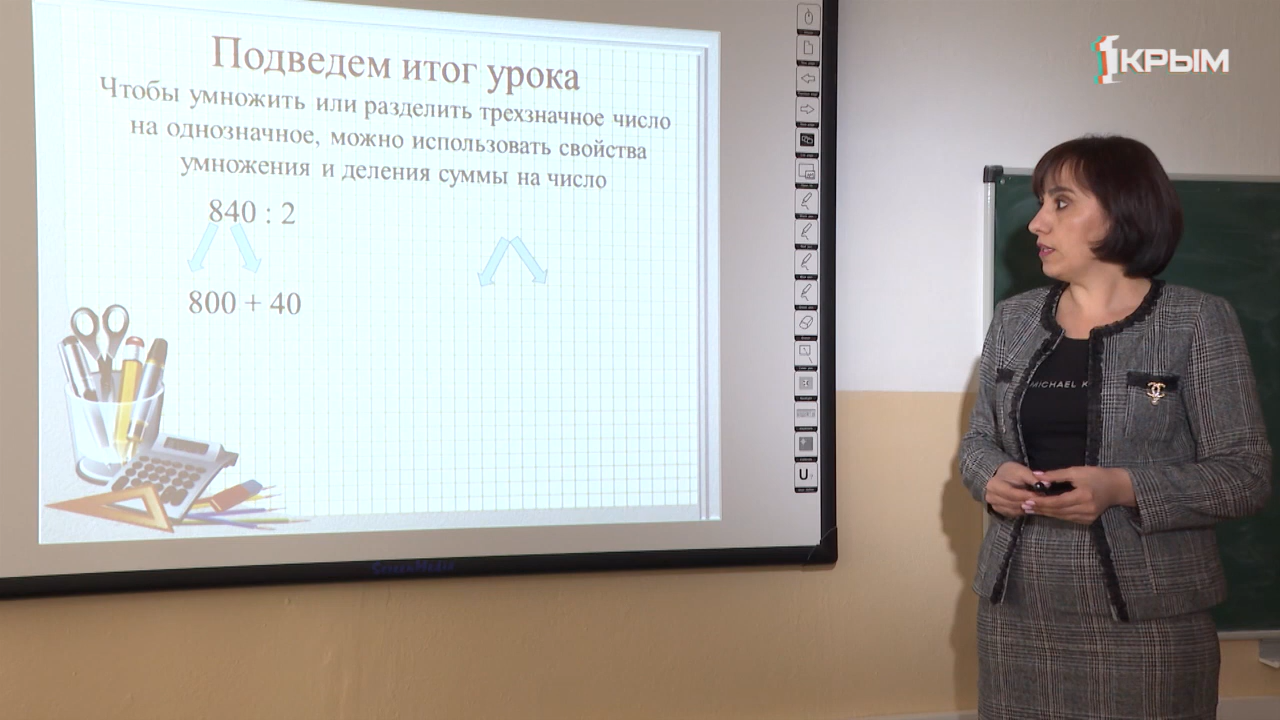 Подведем итог урока
Чтобы умножить или разделить трехзначное число
на однозначное, можно использовать свойства
умножения и деления суммы на число
840 : 2
800 + 40
1КРЫМ
MICHAEL K
ScreenMedia
U